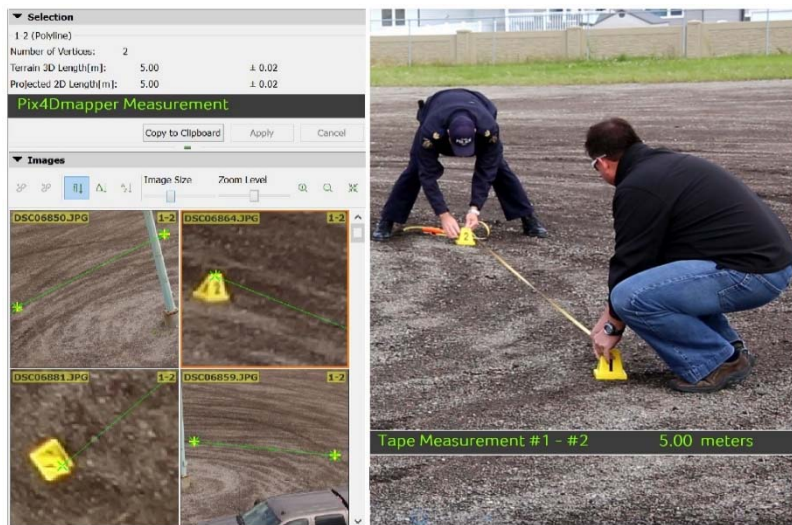 Selection
1-2 (Polyline)
Number of Vertices: 2
Terrain 3D Length[m]: 5.00 ± 0.02
Projected 2D Length[m]: 5.00 ± 0.02
Pix4Dmapper Measurement
Copy to Clipboard Apply Cancel
Images
Image Size Zoom Level
DSC06850.JPG 1-2
DSC06864.JPG 1-2
2
DSC06881.JPG 1-2
DSC06859.JPG 1-2
2
1
Tape Measurement #1 - #2 5.00 meters